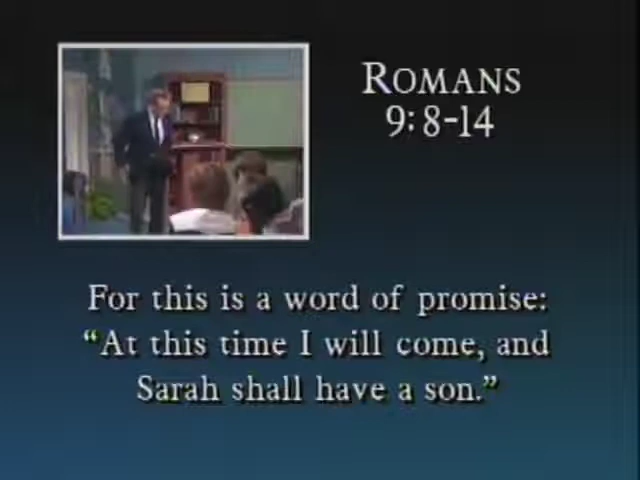 ROMANS
9:8-14
For this is a word of promise:
“At this time I will come, and
Sarah shall have a son.”